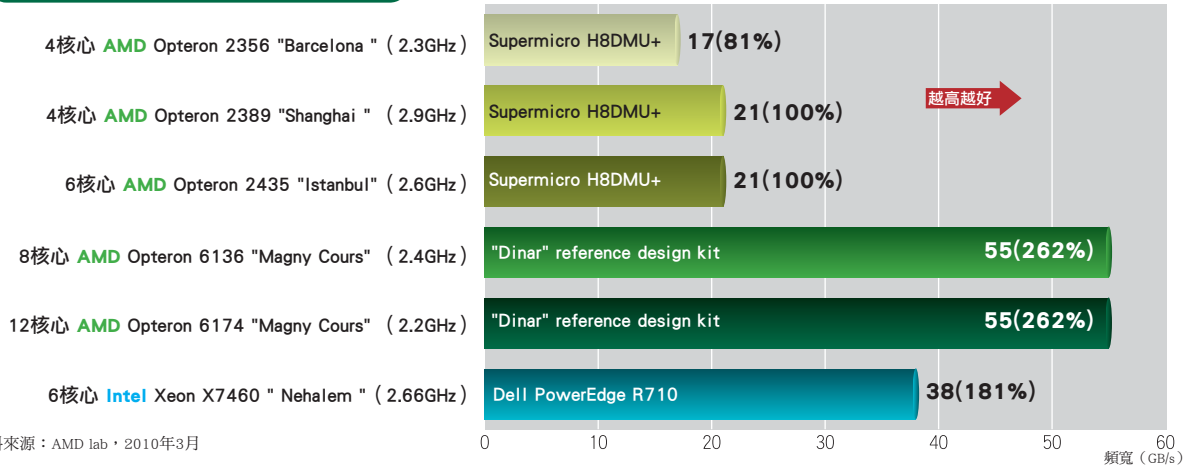 4核心 AMD Opteron 2356 "Barcelona " ( 2.3GHz ) Supermicro H8DMU+ 17(81%)
越高越好
4核心 AMD Opteron 2389 "Shanghai " ( 2.9GHz ) Supermicro H8DMU+ 21(100%)
6核心 AMD Opteron 2435 "Istanbul" ( 2.6GHz ) Supermicro H8DMU+ 21(100%)
8核心 AMD Opteron 6136 "Magny Cours" ( 2.4GHz ) "Dinar" reference design kit 55(262%)
12核心 AMD Opteron 6174 "Magny Cours" ( 2.2GHz ) "Dinar" reference design kit 55(262%)
6核心 Intel Xeon X7460 " Nehalem " ( 2.66GHz ) Dell PowerEdge R710 38(181%)
0 10 20 30 40 50 60
來源：AMD lab，2010年3月
頻寬（GB/s）